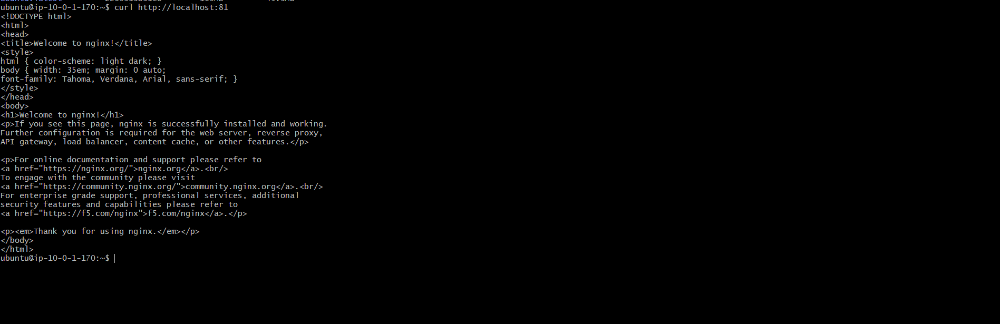 ubuntu@ip-10-0-1-170:~$ curl http://localhost:81
<!DOCTYPE html>
<html>
<head>
<title>Welcome to nginx!</title>
<style>
html { color-scheme: light dark; }
body { width: 35em; margin: 0 auto;
font-family: Tahoma, Verdana, Arial, sans-serif; }
</style>
</head>
<body>
<h1>Welcome to nginx!</h1>
<p>If you see this page, nginx is successfully installed and working.
Further configuration is required for the web server, reverse proxy,
API gateway, load balancer, content cache, or other features.</p>

<p>For online documentation and support please refer to
<a href="https://nginx.org/">nginx.org</a>.<br/>
To engage with the community please visit
<a href="https://community.nginx.org/">community.nginx.org</a>.<br/>
For enterprise grade support, professional services, additional
security features and capabilities please refer to
<a href="https://f5.com/nginx">f5.com/nginx</a>.</p>

<p><em>Thank you for using nginx.</em></p>
</body>
</html>
ubuntu@ip-10-0-1-170:~$